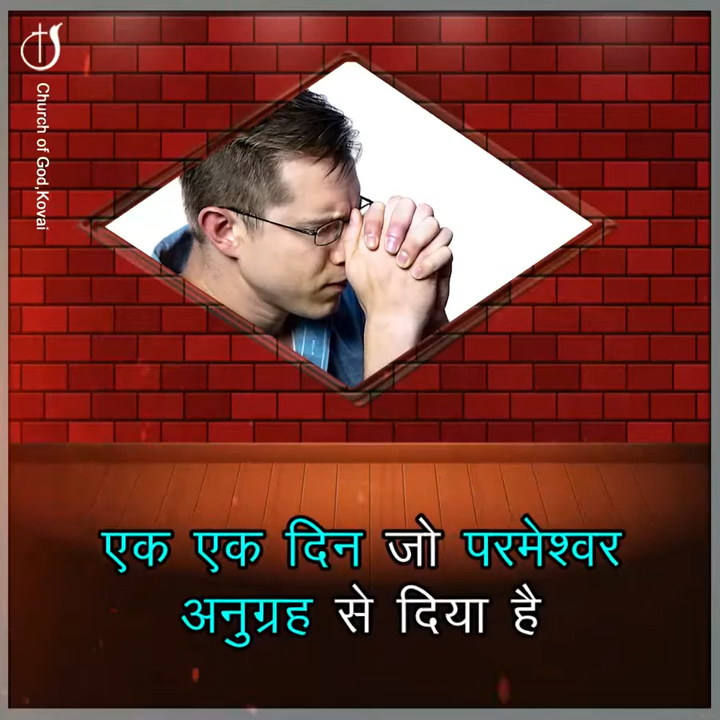 Church of God,Kovai
एक एक दिन जो परमेश्वर
अनुग्रह से दिया है